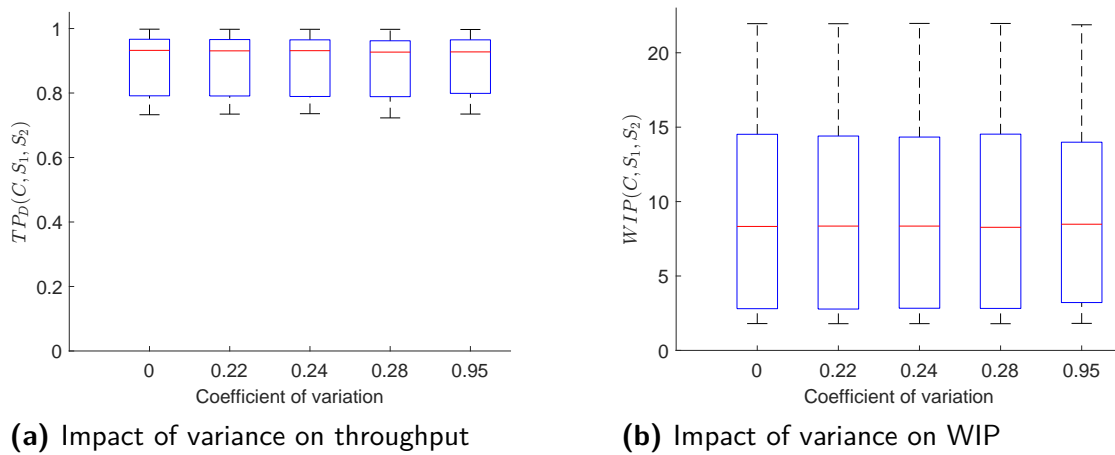 1
0.8
0.6
0.4
0.2
0
TP_D(C, S_1, S_2)
0 0.22 0.24 0.28 0.95
Coefficient of variation
(a) Impact of variance on throughput
20
15
10
5
0
WIP(C, S_1, S_2)
0 0.22 0.24 0.28 0.95
Coefficient of variation
(b) Impact of variance on WIP